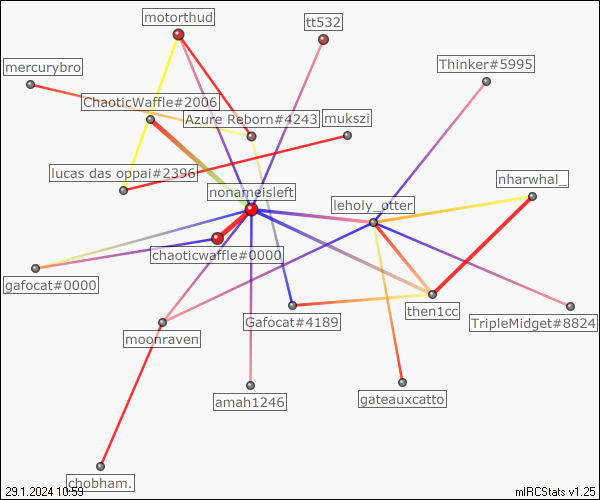 motorthud
tt532
mercurybro
Thinker#5995
ChaoticWaffle#2006
Azure Reborn#4243
mukszi
lucas das oppai#2396
nharwhal_
nonameisleft
leholy_otter
chaoticwaffle#0000
gafocat#0000
then1cc
Gafocat#4189
TripleMidget#8824
moonraven
amah1246
gateauxcatto
chobham.
29.1.2024 10:59
mIRCStats v1.25